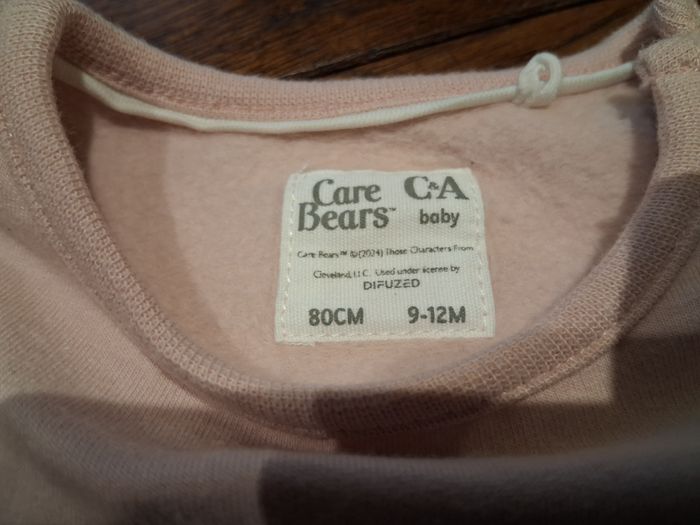 Care Bears™
C&A baby
Care Bears™ ©(2024) Those Characters From
Cleveland, LLC. Used under license by
DIFUZED
80CM 9-12M